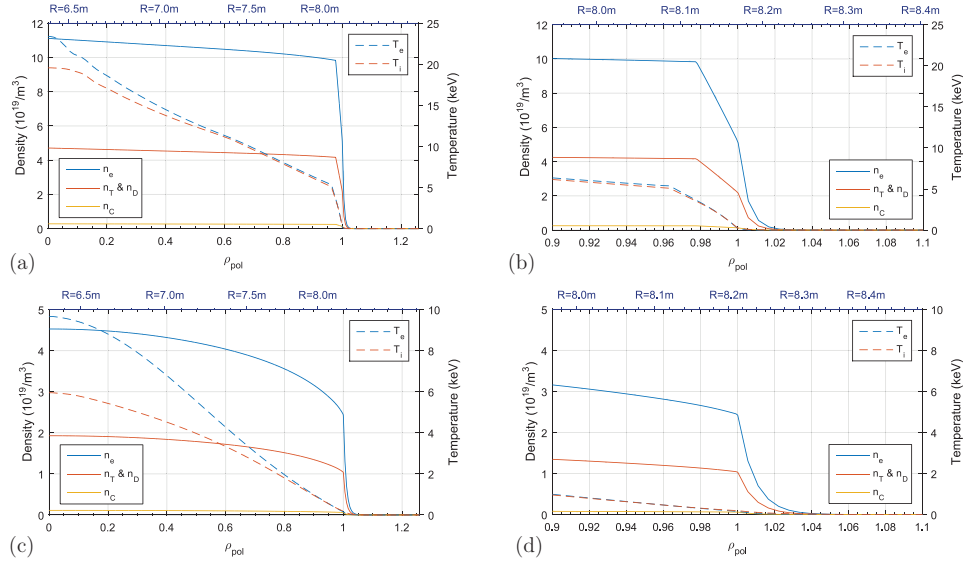 R=6.5m R=7.0m R=7.5m R=8.0m
12 25
10 20
8 15
6
4 10
2 5
0 0
Density (10^19/m^3)
Temperature (keV)
T_e
T_i
n_e
n_T & n_D
n_C
0 0.2 0.4 0.6 0.8 1 1.2
(a) ρ_pol
R=8.0m R=8.1m R=8.2m R=8.3m R=8.4m
12 25
10 20
8 15
6
4 10
2 5
0 0
Density (10^19/m^3)
Temperature (keV)
T_e
T_i
n_e
n_T & n_D
n_C
0.9 0.92 0.94 0.96 0.98 1 1.02 1.04 1.06 1.08 1.1
(b) ρ_pol
R=6.5m R=7.0m R=7.5m R=8.0m
5 10
4 8
3 6
2 4
1 2
0 0
Density (10^19/m^3)
Temperature (keV)
T_e
T_i
n_e
n_T & n_D
n_C
0 0.2 0.4 0.6 0.8 1 1.2
(c) ρ_pol
R=8.0m R=8.1m R=8.2m R=8.3m R=8.4m
5 10
4 8
3 6
2 4
1 2
0 0
Density (10^19/m^3)
Temperature (keV)
T_e
T_i
n_e
n_T & n_D
n_C
0.9 0.92 0.94 0.96 0.98 1 1.02 1.04 1.06 1.08 1.1
(d) ρ_pol